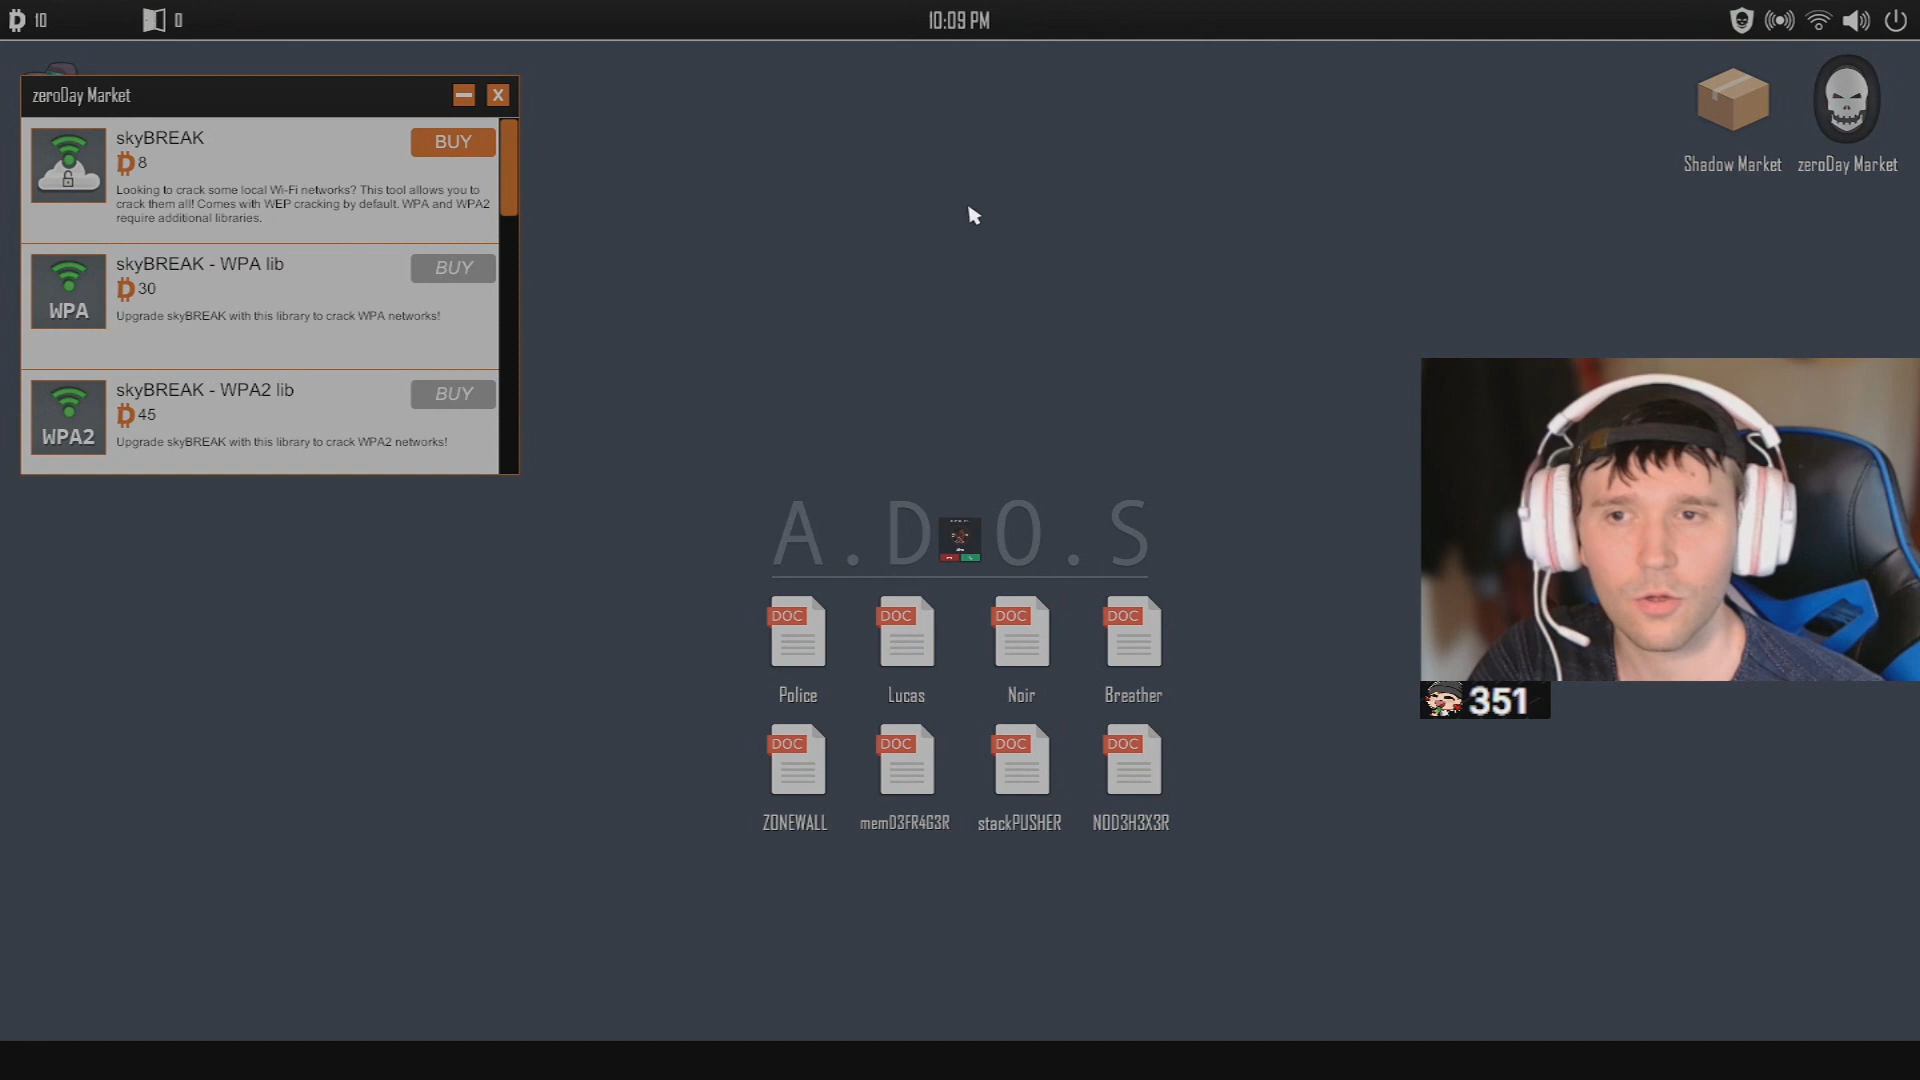 10
0
10:09 PM
zeroDay Market
X
skyBREAK
BUY
8
Looking to crack some local Wi-Fi networks? This tool allows you to
crack them all! Comes with WEP cracking by default. WPA and WPA2
require additional libraries.
skyBREAK - WPA lib
BUY
30
WPA
Upgrade skyBREAK with this library to crack WPA networks!
skyBREAK - WPA2 lib
BUY
45
WPA2
Upgrade skyBREAK with this library to crack WPA2 networks!
Shadow Market
zeroDay Market
A.D.O.S
DOC
DOC
DOC
DOC
Police
Lucas
Noir
Breather
DOC
DOC
DOC
DOC
ZONEWALL
memD3FR4G3R
stackPUSHER
N0D3H3X3R
351